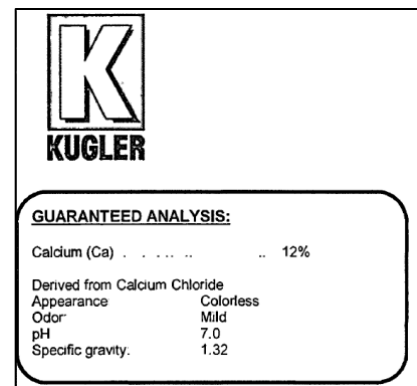 K
KUGLER
GUARANTEED ANALYSIS:
Calcium (Ca) . . ... .. .. 12%
Derived from Calcium Chloride
Appearance Colorless
Odor Mild
pH 7.0
Specific gravity. 1.32